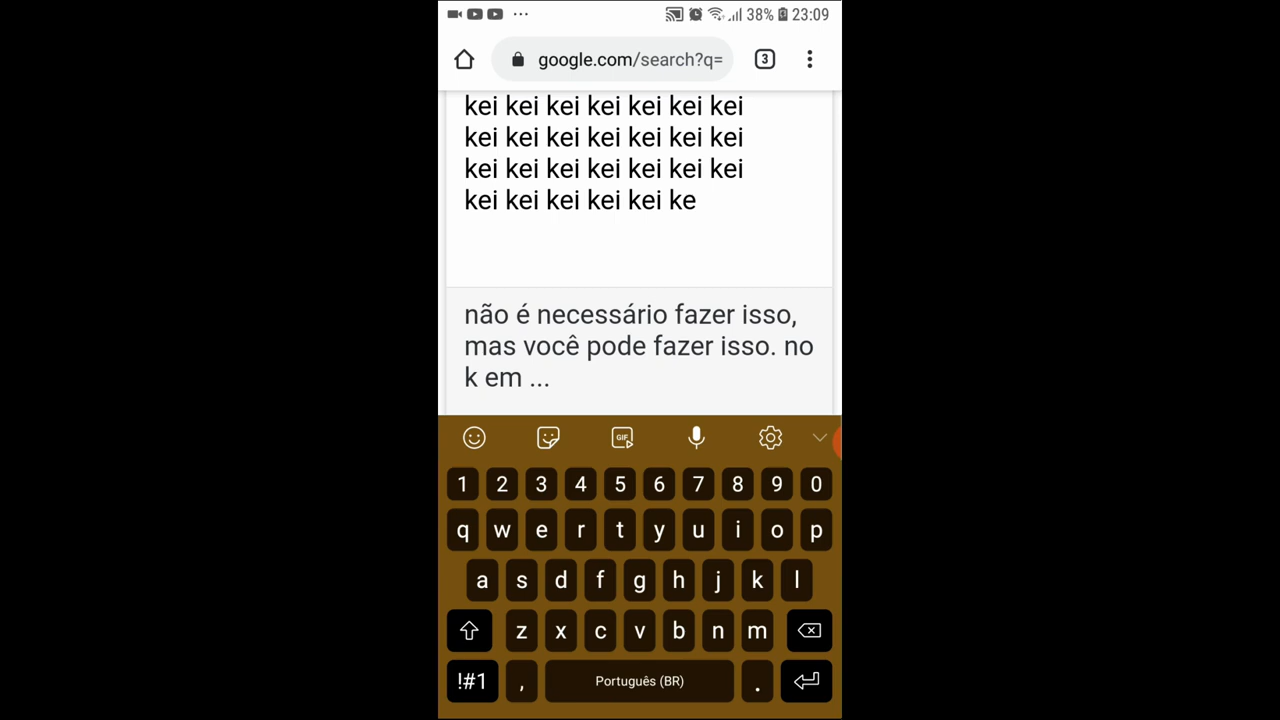 38% 23:09
google.com/search?q= 3
kei kei kei kei kei kei kei
kei kei kei kei kei kei kei
kei kei kei kei kei kei kei
kei kei kei kei kei ke
não é necessário fazer isso,
mas você pode fazer isso. no
k em ...
GIF
1 2 3 4 5 6 7 8 9 0
q w e r t y u i o p
a s d f g h j k l
z x c v b n m
!#1 , Português (BR) .